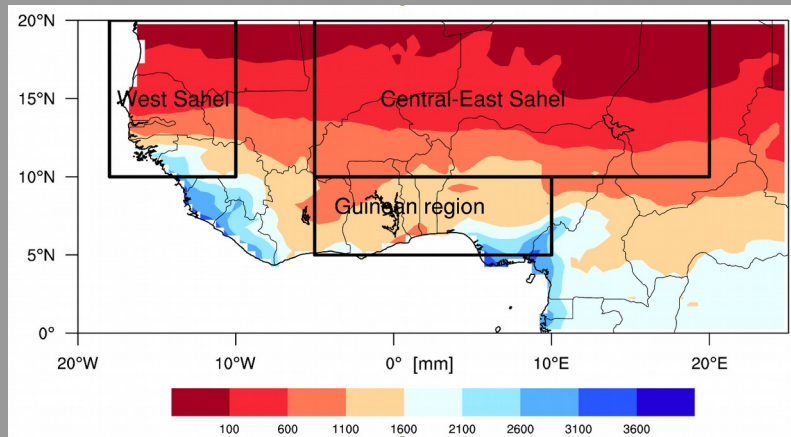 20°N
15°N
West Sahel
Central-East Sahel
10°N
Guinean region
5°N
0°
20°W 10°W 0° [mm] 10°E 20°E
100 600 1100 1600 2100 2600 3100 3600